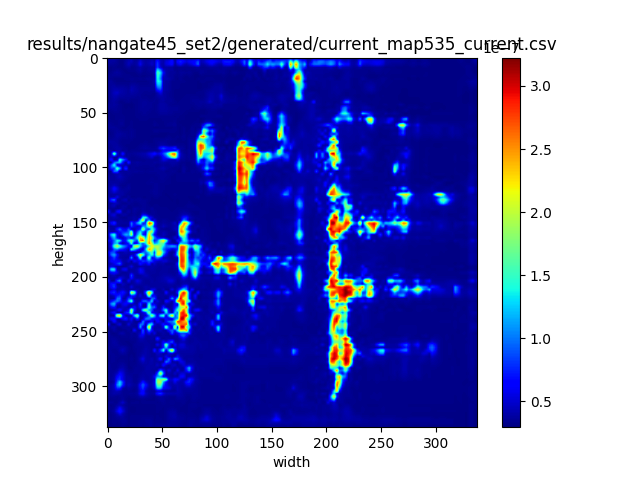 results/nangate45_set2/generated/current_map535_current.csv
1e−7
0
50
100
150
200
250
300
height
0 50 100 150 200 250 300
width
3.0
2.5
2.0
1.5
1.0
0.5